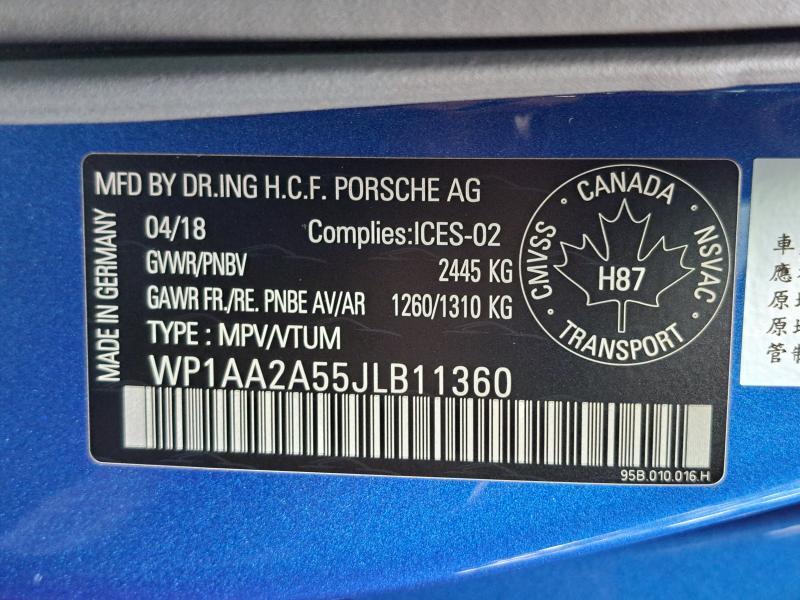 MFD BY DR.ING H.C.F. PORSCHE AG
MADE IN GERMANY
04/18 Complies:ICES-02
GVWR/PNBV 2445 KG
GAWR FR./RE. PNBE AV/AR 1260/1310 KG
TYPE : MPV/VTUM
WP1AA2A55JLB11360
CANADA
CMVSS NSVAC
H87
TRANSPORT
95B.010.016.H
車
應
原
原
管制